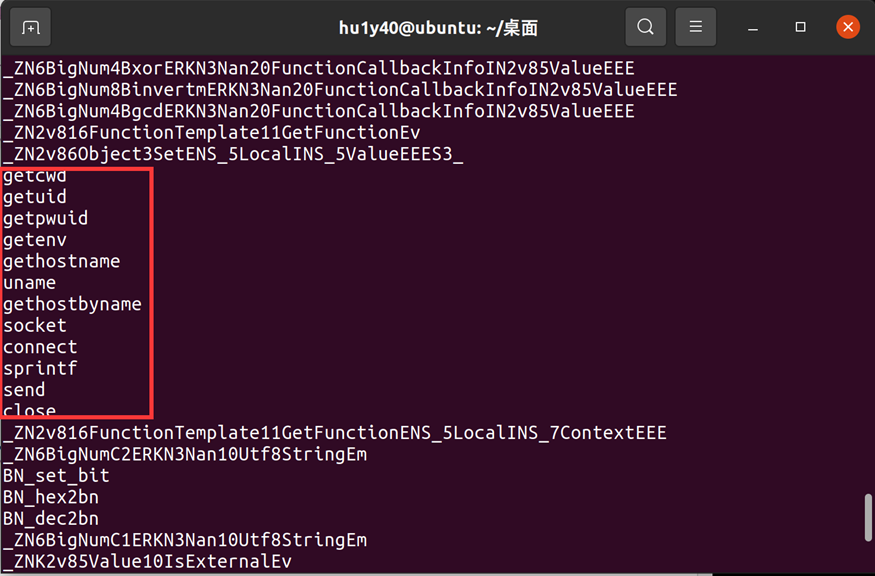 hu1y40@ubuntu: ~/桌面
_ZN6BigNum4BxorERKN3Nan20FunctionCallbackInfoIN2v85ValueEEE
_ZN6BigNum8BinvertmERKN3Nan20FunctionCallbackInfoIN2v85ValueEEE
_ZN6BigNum4BgcdERKN3Nan20FunctionCallbackInfoIN2v85ValueEEE
_ZN2v816FunctionTemplate11GetFunctionEv
_ZN2v86Object3SetENS_5LocalINS_5ValueEEES3_
getcwd
getuid
getpwuid
getenv
gethostname
uname
gethostbyname
socket
connect
sprintf
send
close
_ZN2v816FunctionTemplate11GetFunctionENS_5LocalINS_7ContextEEE
_ZN6BigNumC2ERKN3Nan10Utf8StringEm
BN_set_bit
BN_hex2bn
BN_dec2bn
_ZN6BigNumC1ERKN3Nan10Utf8StringEm
_ZNK2v85Value10IsExternalEv